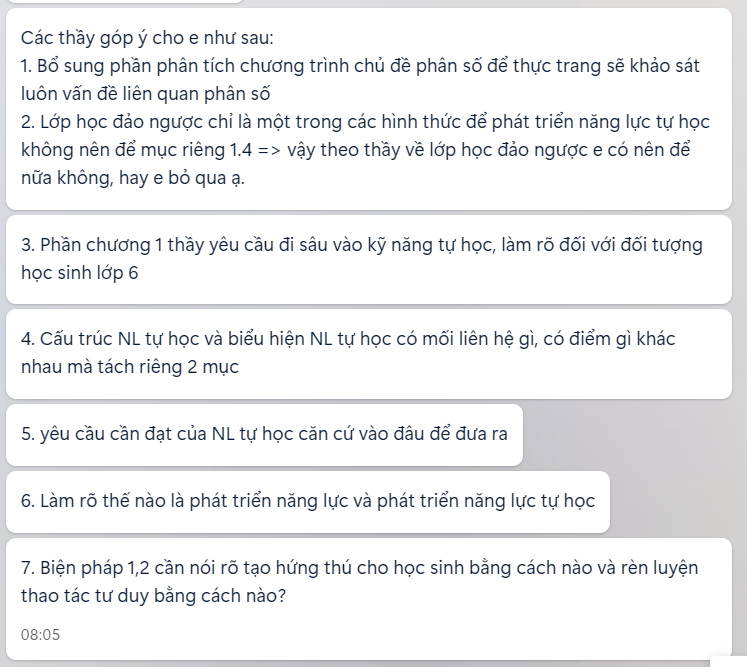 Các thầy góp ý cho e như sau:
1. Bổ sung phần phân tích chương trình chủ đề phân số để thực trang sẽ khảo sát
luôn vấn đề liên quan phân số
2. Lớp học đảo ngược chỉ là một trong các hình thức để phát triển năng lực tự học
không nên để mục riêng 1.4 => vậy theo thầy về lớp học đảo ngược e có nên để
nữa không, hay e bỏ qua ạ.
3. Phần chương 1 thầy yêu cầu đi sâu vào kỹ năng tự học, làm rõ đối với đối tượng
học sinh lớp 6
4. Cấu trúc NL tự học và biểu hiện NL tự học có mối liên hệ gì, có điểm gì khác
nhau mà tách riêng 2 mục
5. yêu cầu cần đạt của NL tự học căn cứ vào đâu để đưa ra
6. Làm rõ thế nào là phát triển năng lực và phát triển năng lực tự học
7. Biện pháp 1,2 cần nói rõ tạo hứng thú cho học sinh bằng cách nào và rèn luyện
thao tác tư duy bằng cách nào?
08:05